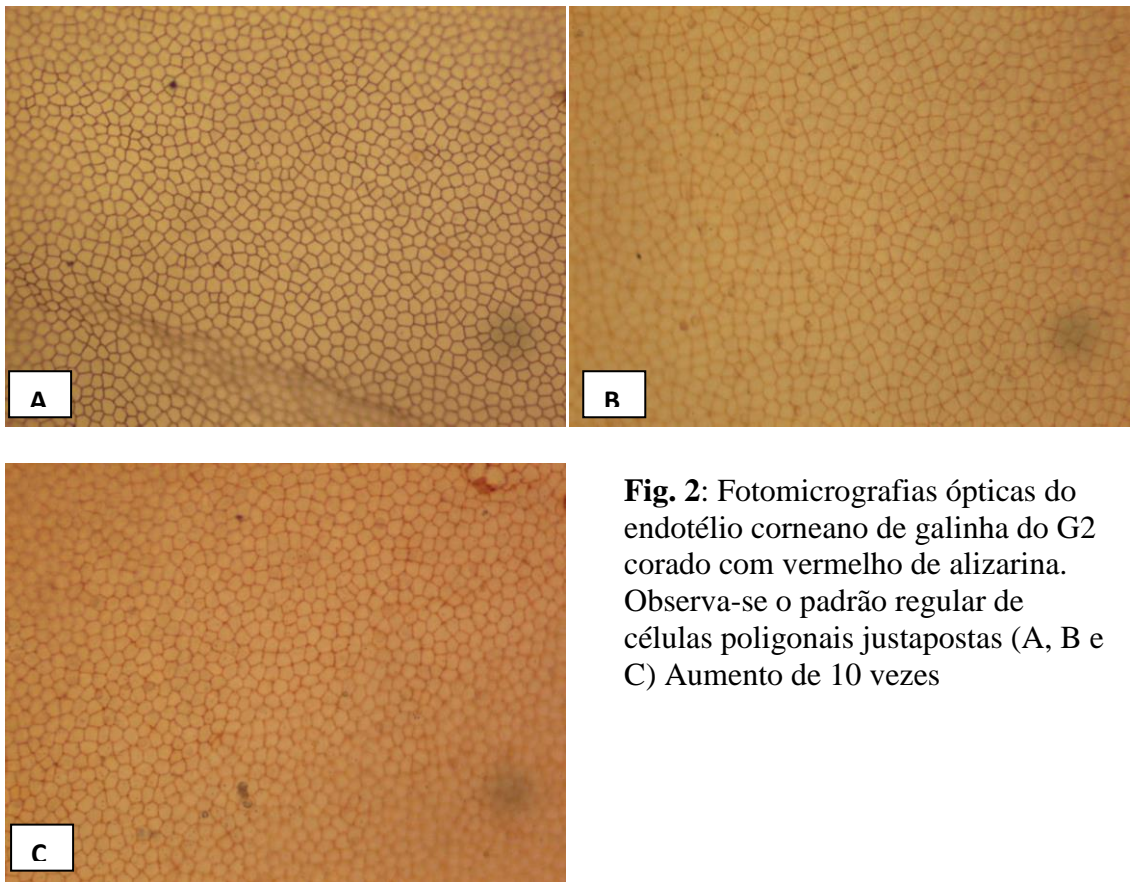 A
B
C
Fig. 2: Fotomicrografias ópticas do
endotélio corneano de galinha do G2
corado com vermelho de alizarina.
Observa-se o padrão regular de
células poligonais justapostas (A, B e
C) Aumento de 10 vezes